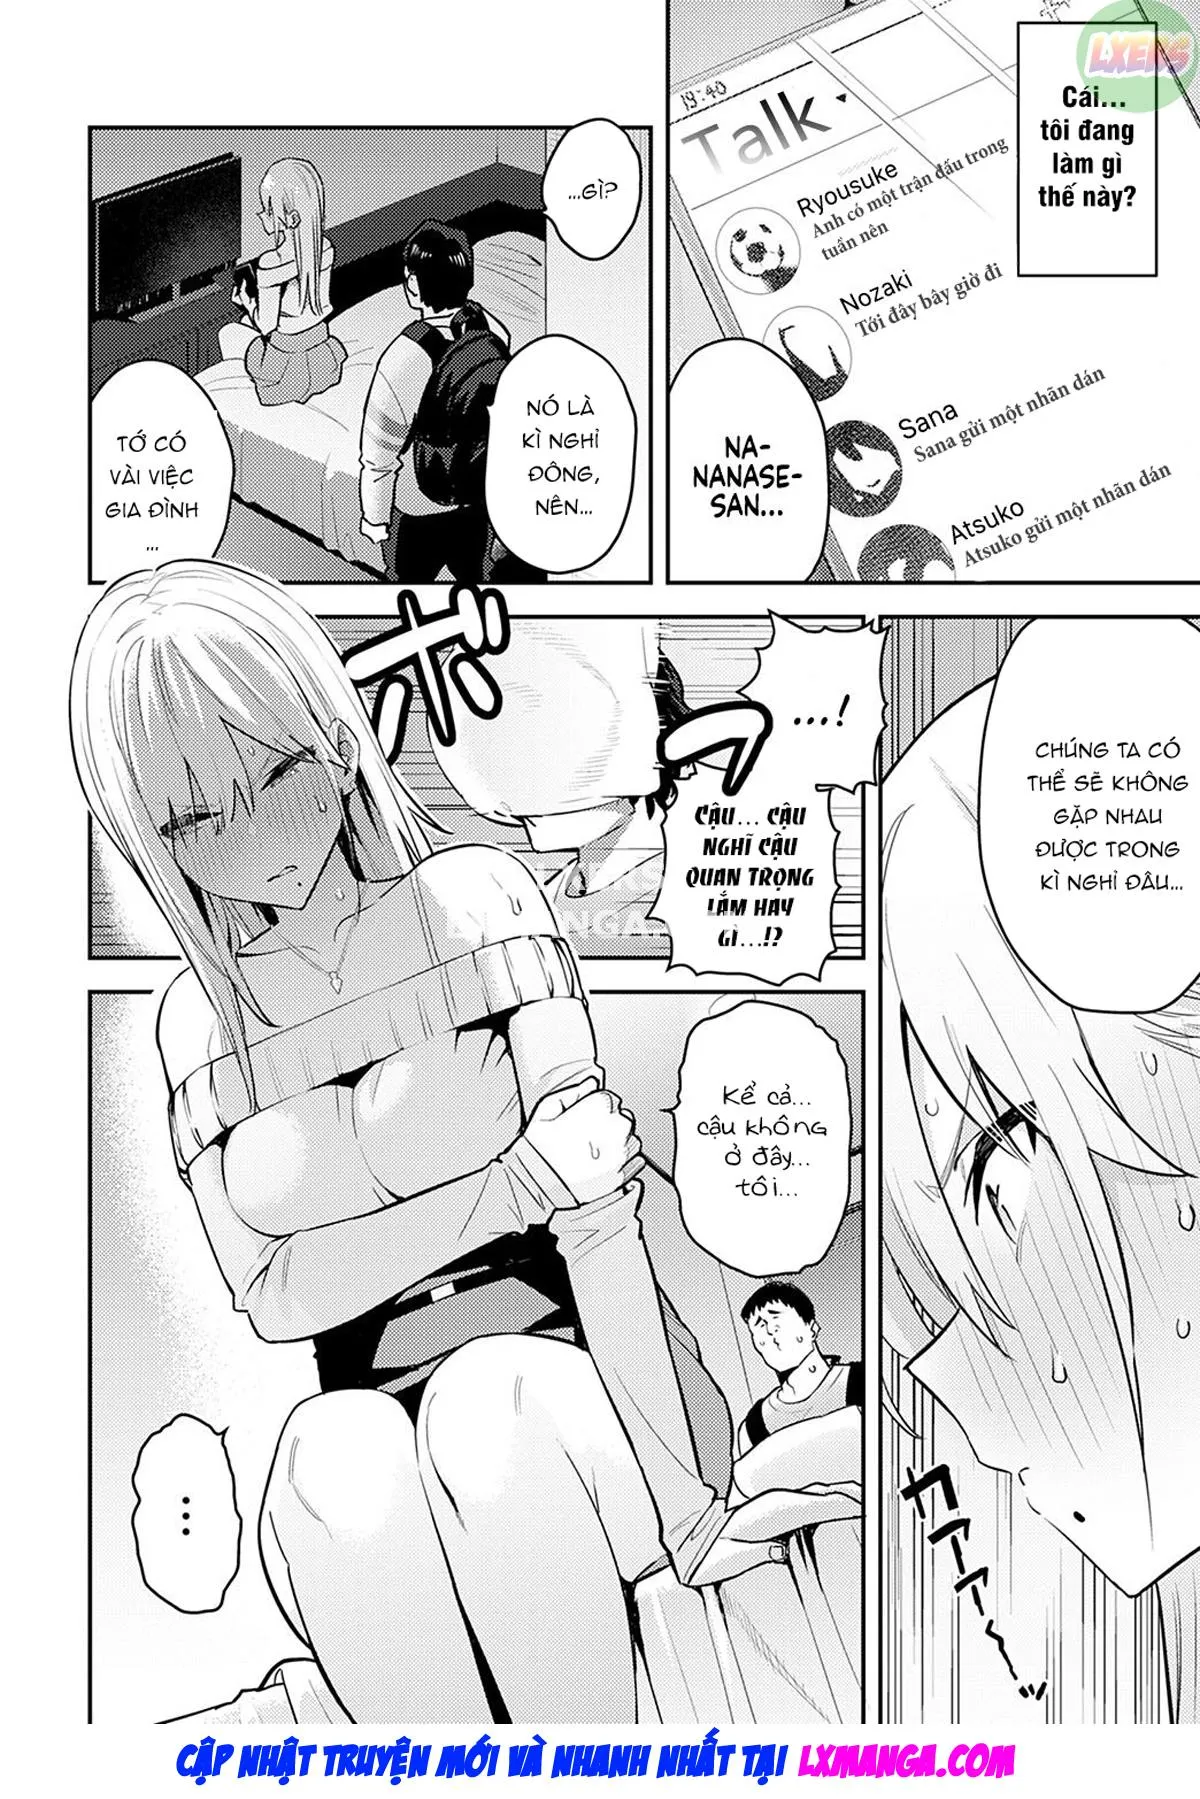 LXERS
Cái...
tôi đang
làm gì
thế này?
19:40
Talk
Ryousuke
Anh có một trận đấu trong
tuần nên
Nozaki
Tới đây bây giờ đi
Sana
Sana gửi một nhãn dán
Atsuko
Atsuko gửi một nhãn dán
NA-
NANASE-
SAN...
...GÌ?
NÓ LÀ
KÌ NGHỈ
ĐÔNG,
NÊN...
TỚ CÓ
VÀI VIỆC
GIA ĐÌNH
...
CHÚNG TA CÓ
THỂ SẼ KHÔNG
GẶP NHAU
ĐƯỢC TRONG
KÌ NGHỈ ĐÂU...
...!
CẬU... CẬU
NGHĨ CẬU
QUAN TRỌNG
LẮM HAY
GÌ...!?
ボフッ
KỂ CẢ...
CẬU KHÔNG
Ở ĐÂY...
TÔI...
...
CẬP NHẬT TRUYỆN MỚI VÀ NHANH NHẤT TẠI LXMANGA.COM